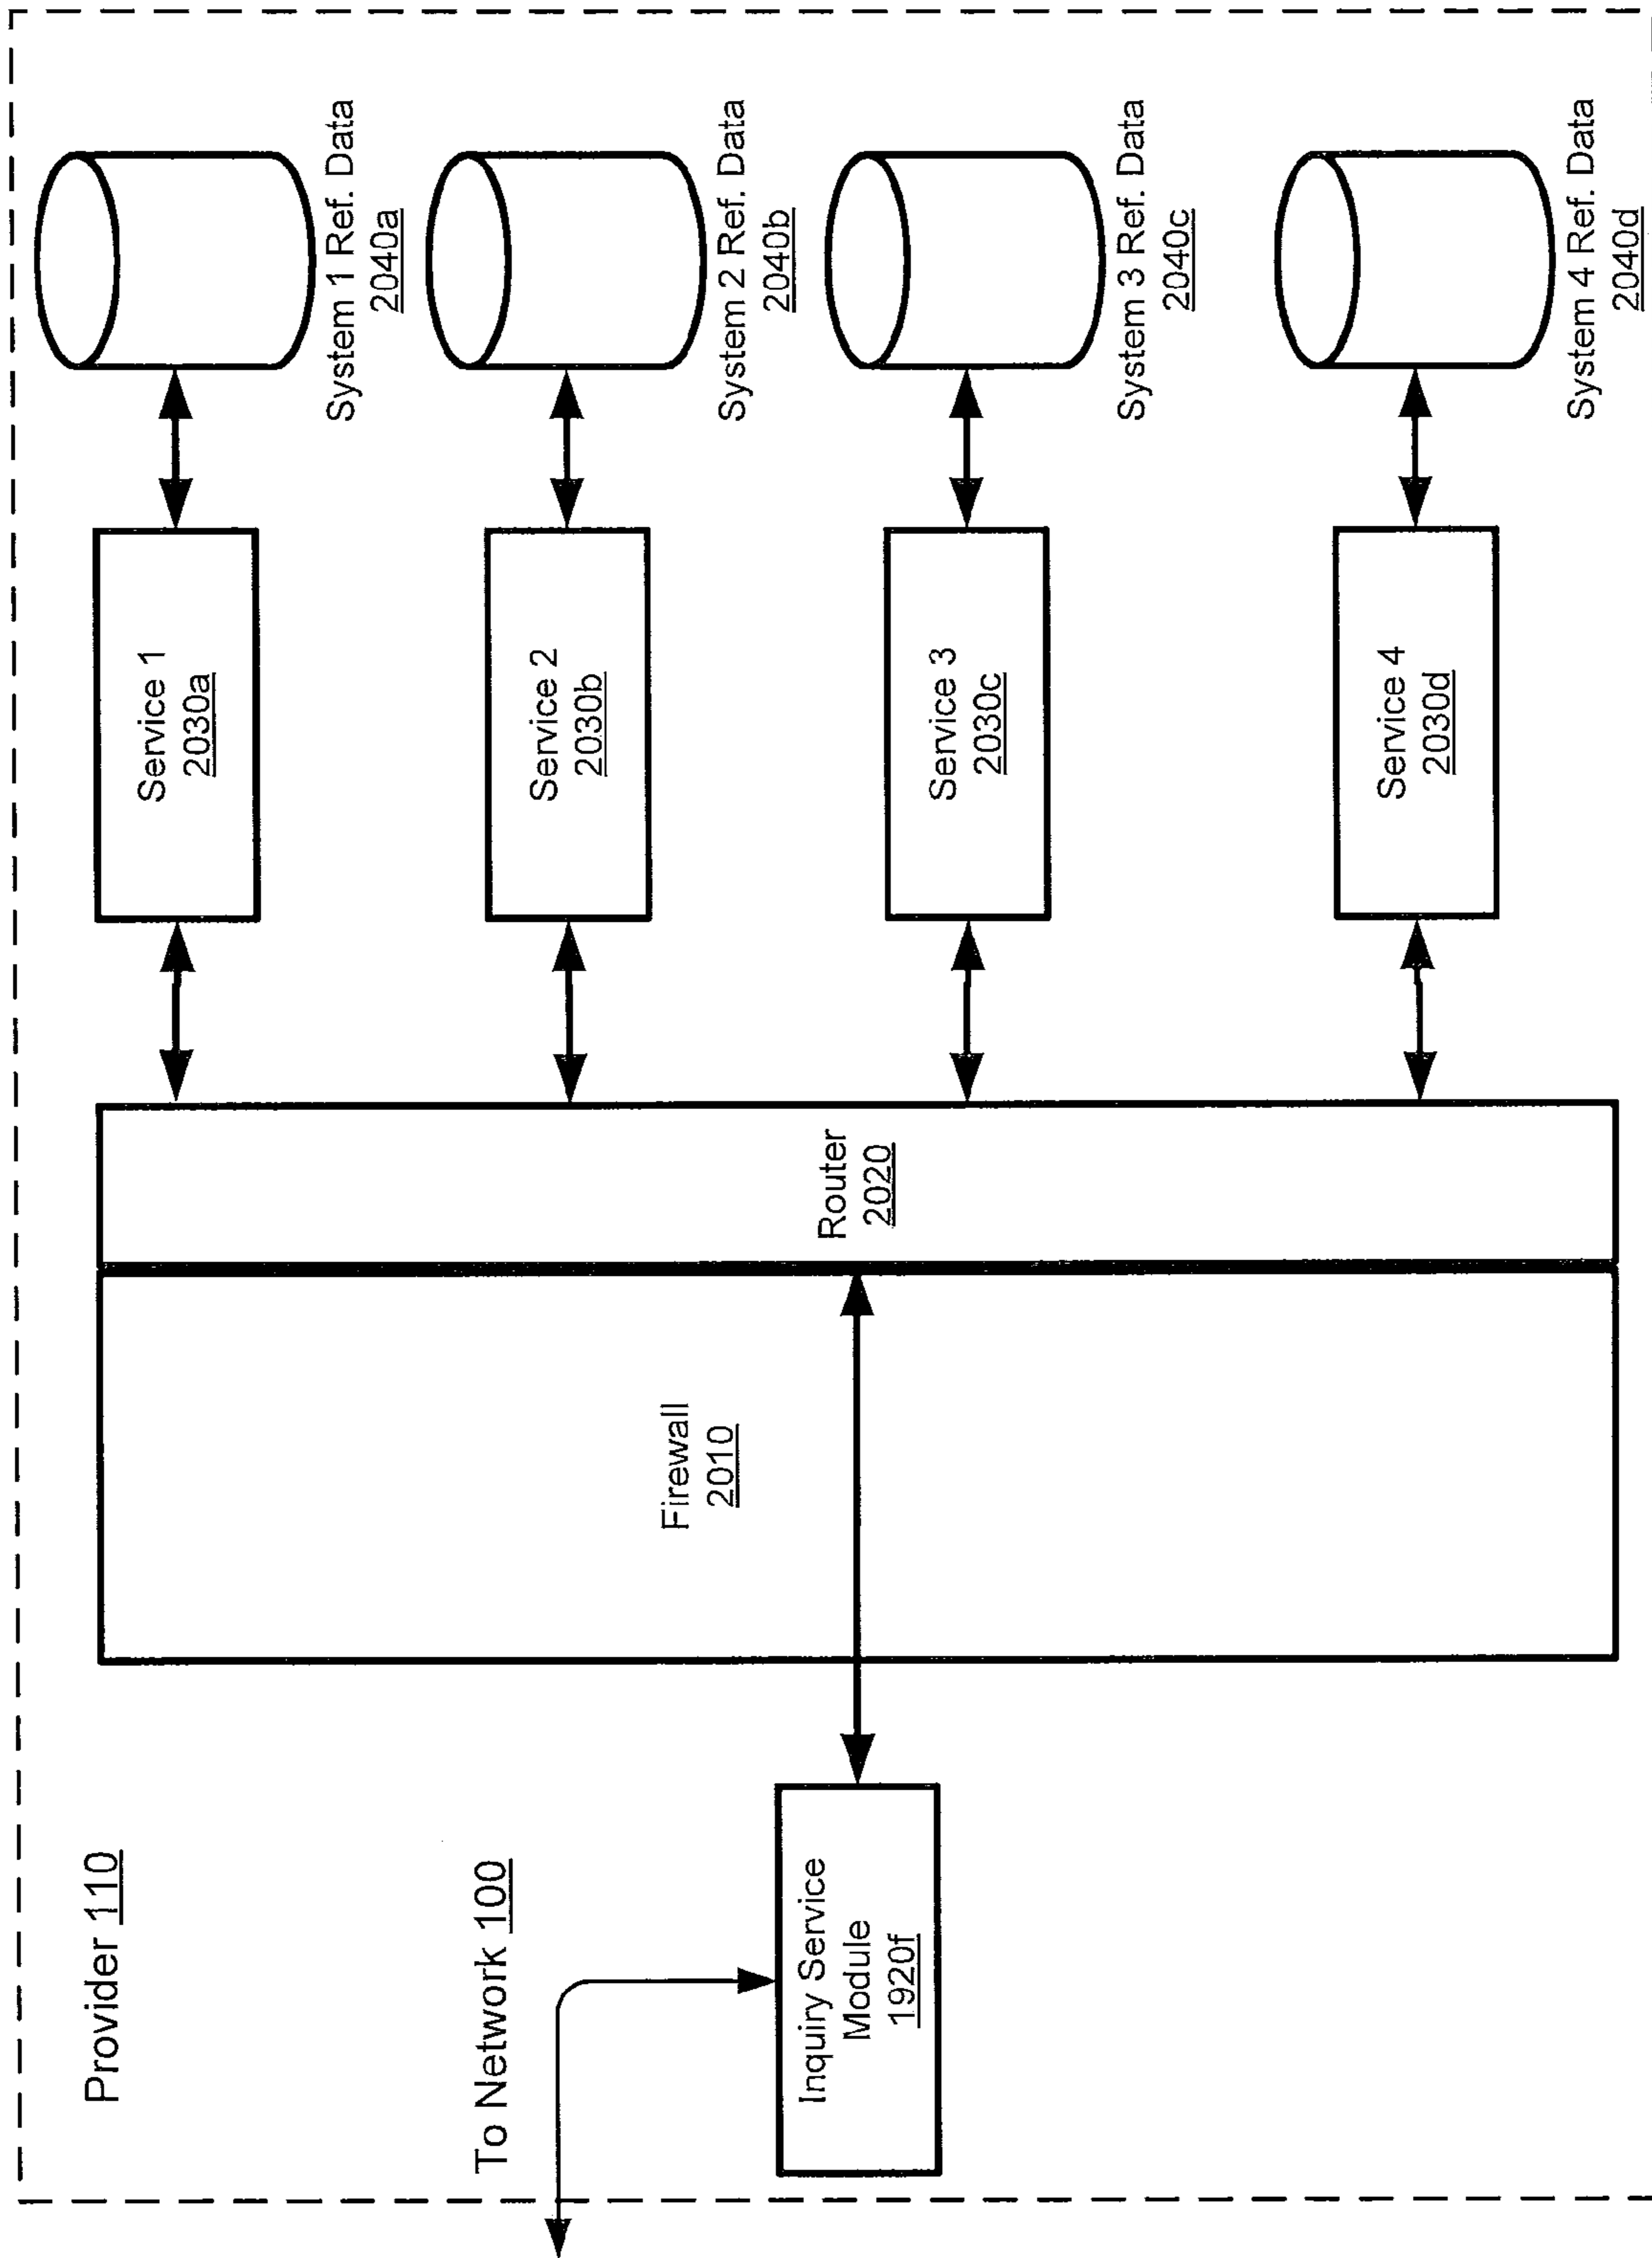 Provider 110
To Network 100
Inquiry Service
Module
1920f
Firewall
2010
Router
2020
Service 1
2030a
Service 2
2030b
Service 3
2030c
Service 4
2030d
System 1 Ref. Data
2040a
System 2 Ref. Data
2040b
System 3 Ref. Data
2040c
System 4 Ref. Data
2040d